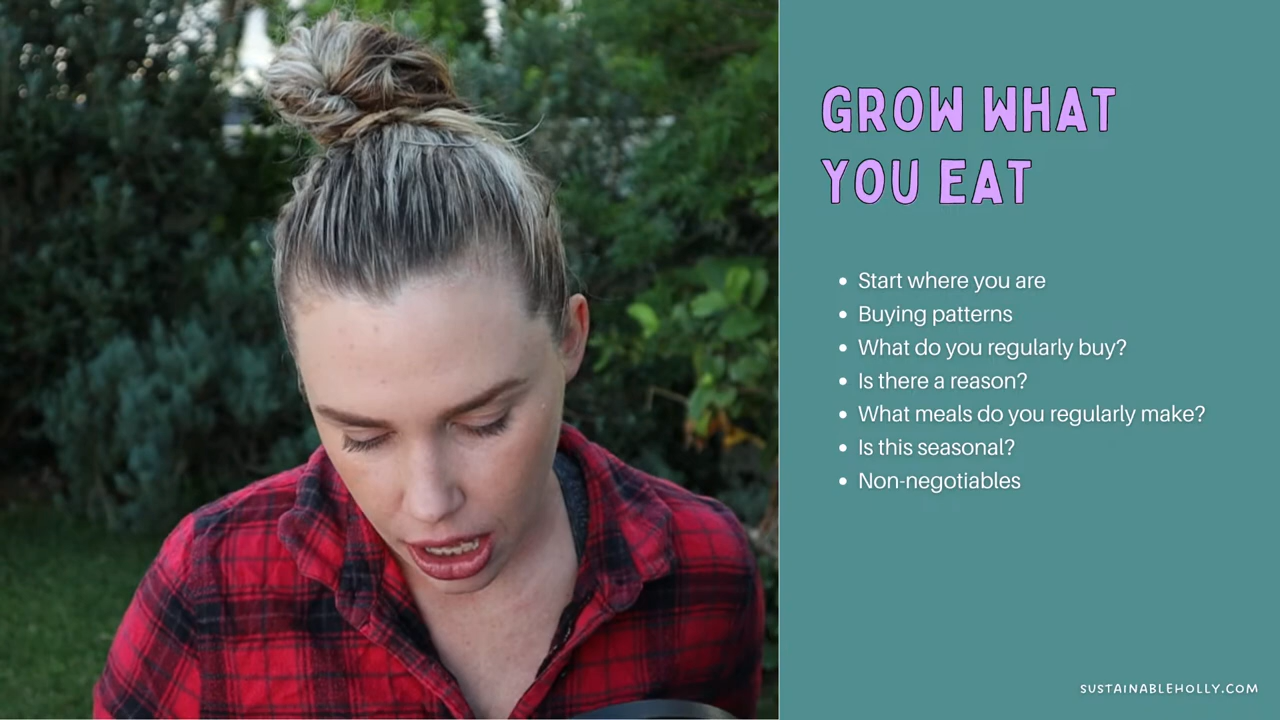 GROW WHAT
YOU EAT
• Start where you are
• Buying patterns
• What do you regularly buy?
• Is there a reason?
• What meals do you regularly make?
• Is this seasonal?
• Non-negotiables
SUSTAINABLEHOLLY.COM